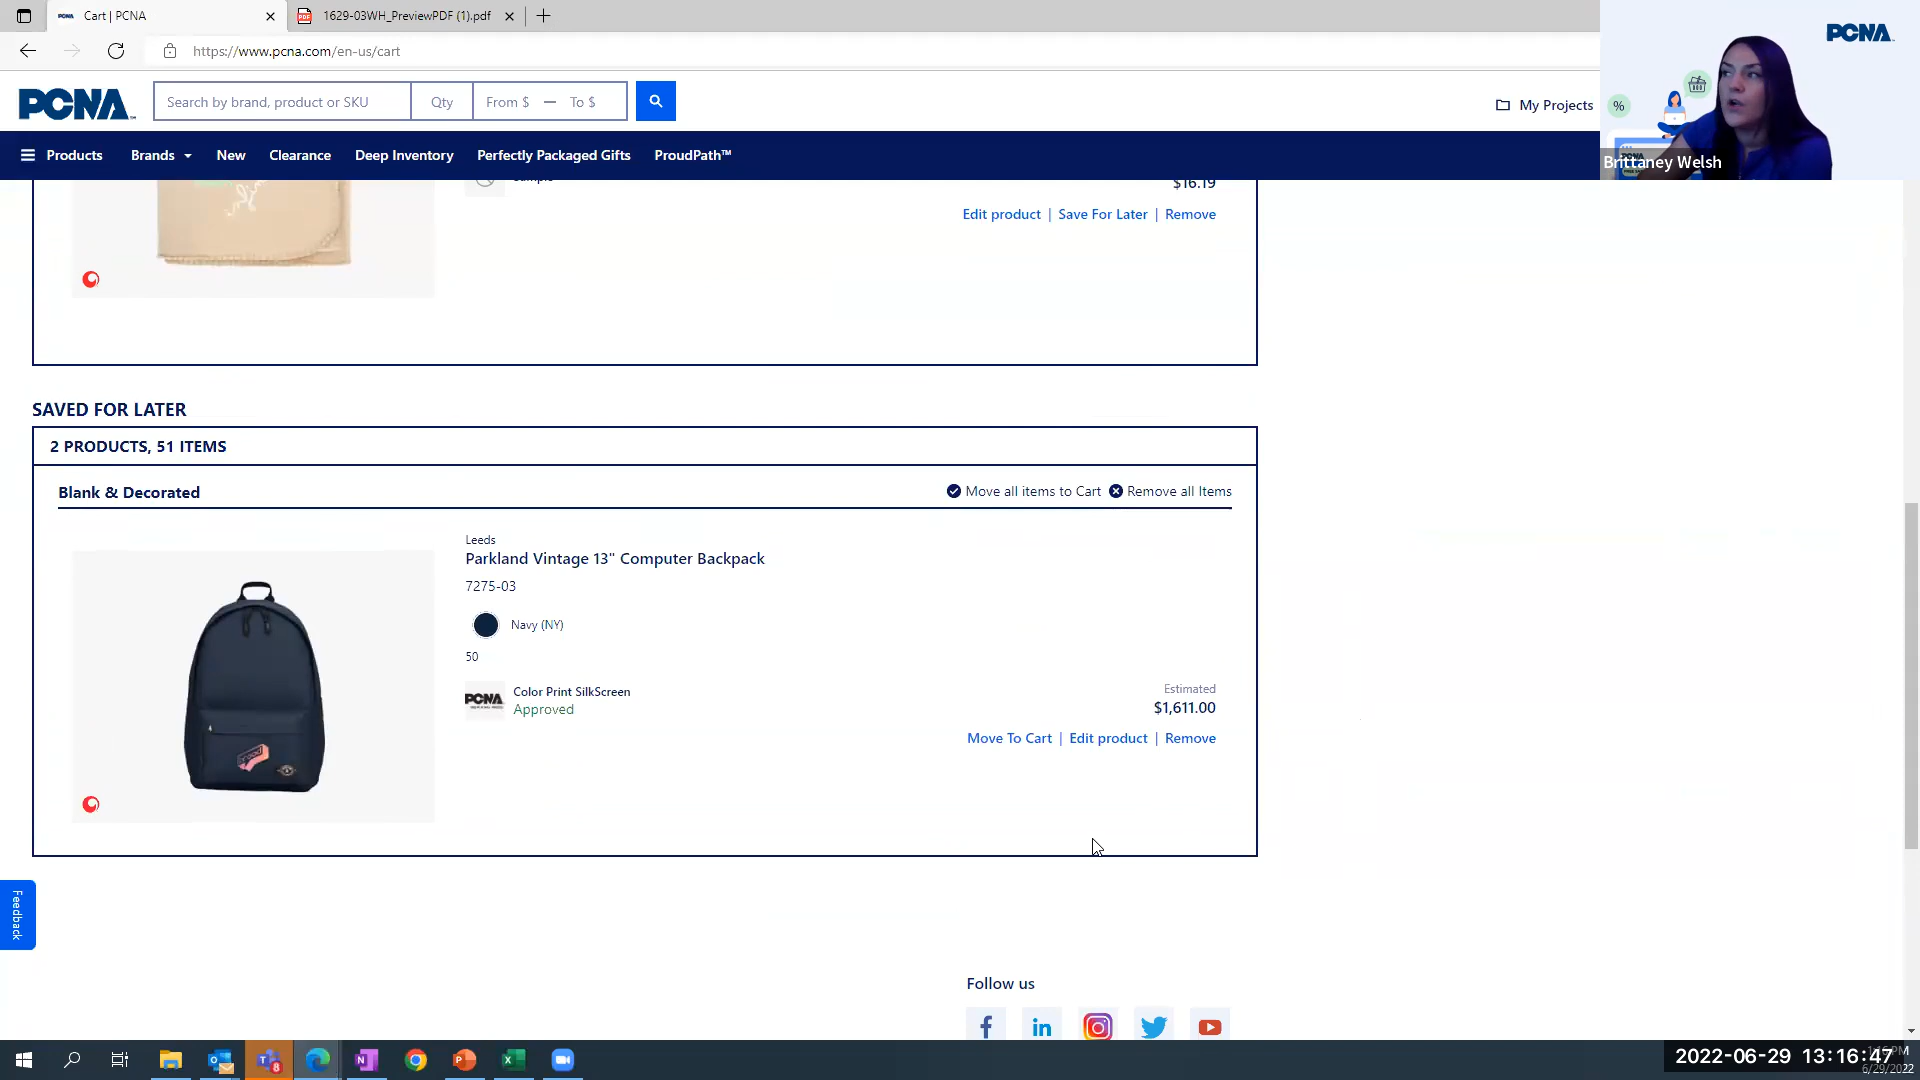 Cart | PCNA
1629-03WH_PreviewPDF (1).pdf
https://www.pcna.com/en-us/cart
PCNA
Search by brand, product or SKU
Qty
From $ — To $
My Projects
PCNA
%
Brittaney Welsh
Products
Brands
New
Clearance
Deep Inventory
Perfectly Packaged Gifts
ProudPath™
Sample
$16.19
Edit product | Save For Later | Remove
SAVED FOR LATER
2 PRODUCTS, 51 ITEMS
Blank & Decorated
Move all items to Cart
Remove all Items
Leeds
Parkland Vintage 13" Computer Backpack
7275-03
Navy (NY)
50
PCNA
Color Print SilkScreen
Approved
Estimated
$1,611.00
Move To Cart | Edit product | Remove
Feedback
Follow us
2022-06-29 13:16:47
6/29/2022